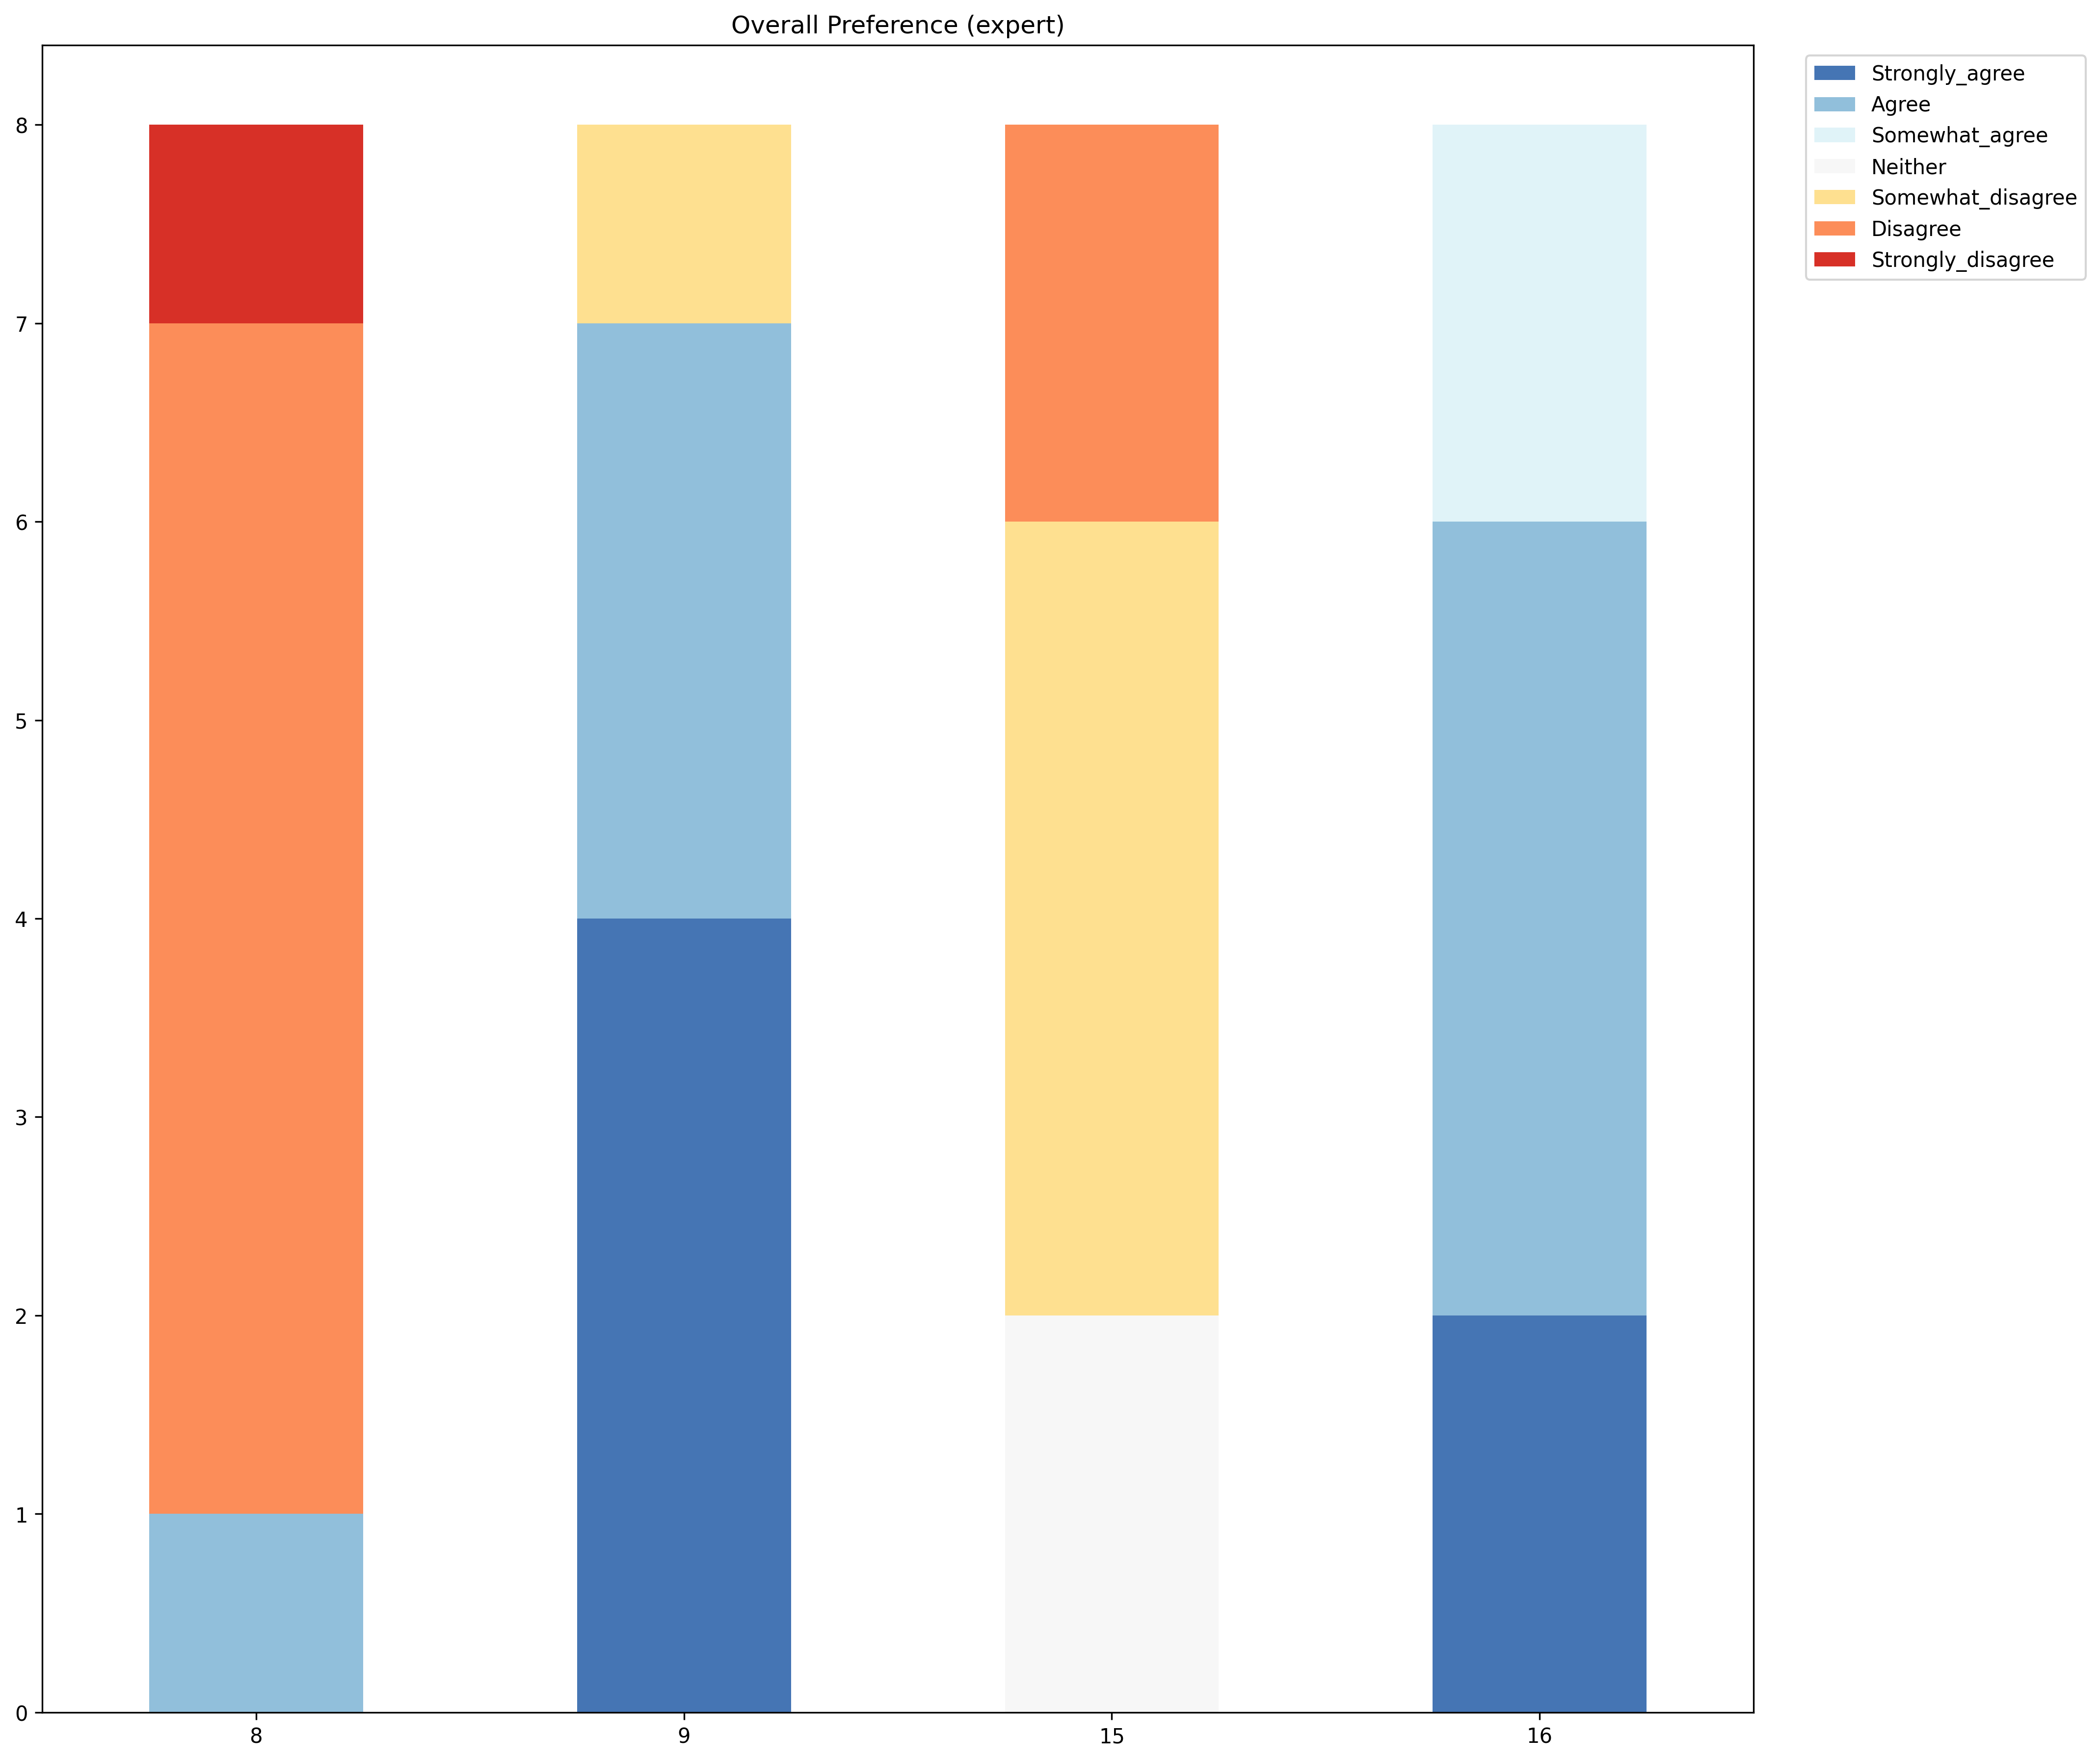 Overall Preference (expert)
8
7
6
5
4
3
2
1
0
8
9
15
16
Strongly_agree
Agree
Somewhat_agree
Neither
Somewhat_disagree
Disagree
Strongly_disagree